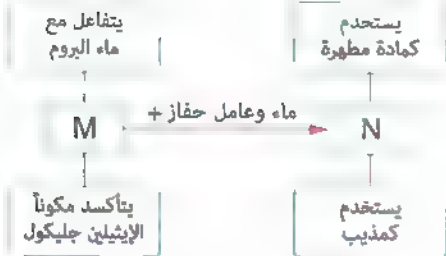 يتفاعل مع
ماء البروم
يستخدم
كمادة مطهرة
M
+ ماء وعامل حفاز
N
يتأكسد مكوناً
الإيثيلين جليكول
يستخدم
كمذيب